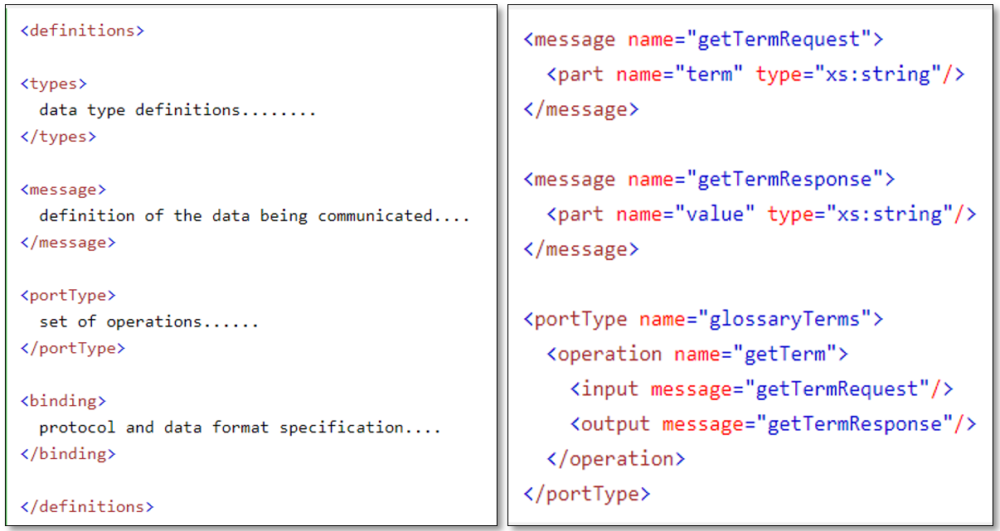 <definitions>
<types>
data type definitions........
</types>
<message>
definition of the data being communicated....
</message>
<portType>
set of operations......
</portType>
<binding>
protocol and data format specification....
</binding>
</definitions>
<message name="getTermRequest">
<part name="term" type="xs:string"/>
</message>
<message name="getTermResponse">
<part name="value" type="xs:string"/>
</message>
<portType name="glossaryTerms">
<operation name="getTerm">
<input message="getTermRequest"/>
<output message="getTermResponse"/>
</operation>
</portType>